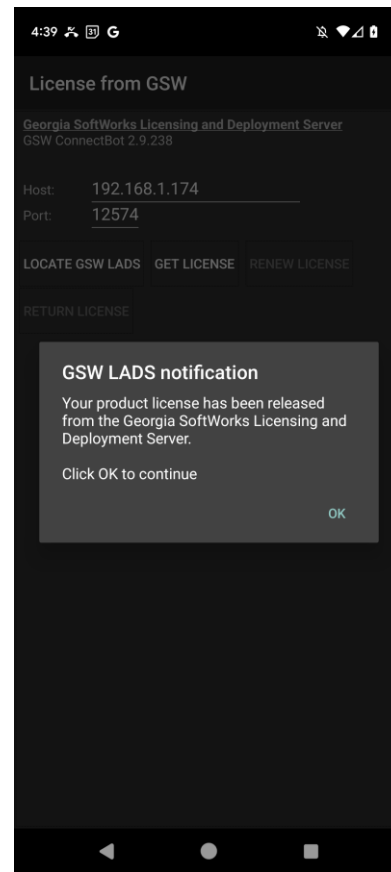 4:39 31 G
License from GSW
Georgia SoftWorks Licensing and Deployment Server
GSW ConnectBot 2.9.238
Host: 192.168.1.174
Port: 12574
LOCATE GSW LADS GET LICENSE RENEW LICENSE
RETURN LICENSE
GSW LADS notification
Your product license has been released
from the Georgia SoftWorks Licensing and
Deployment Server.
Click OK to continue
OK